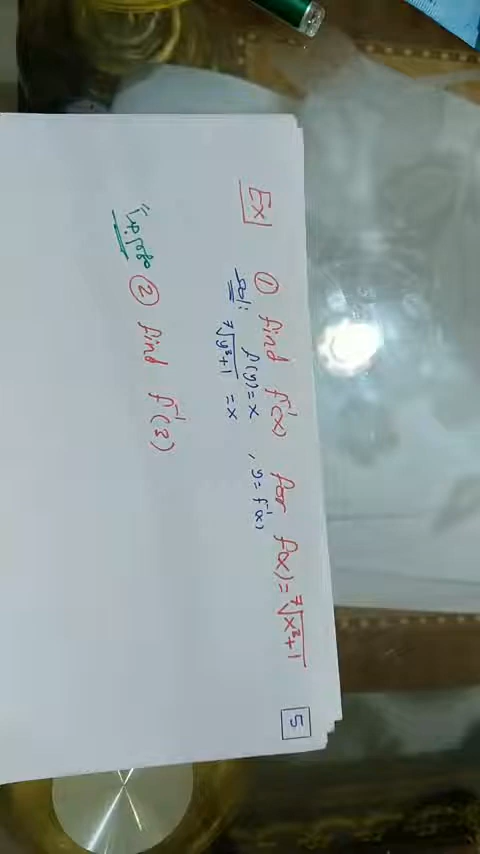 5
Ex ① find f⁻¹(x) for f(x) = ⁷√(x³+1)
Sol: f(y) = x , y = f⁻¹(x)
⁷√(y³+1) = x
② find f⁻¹(3)